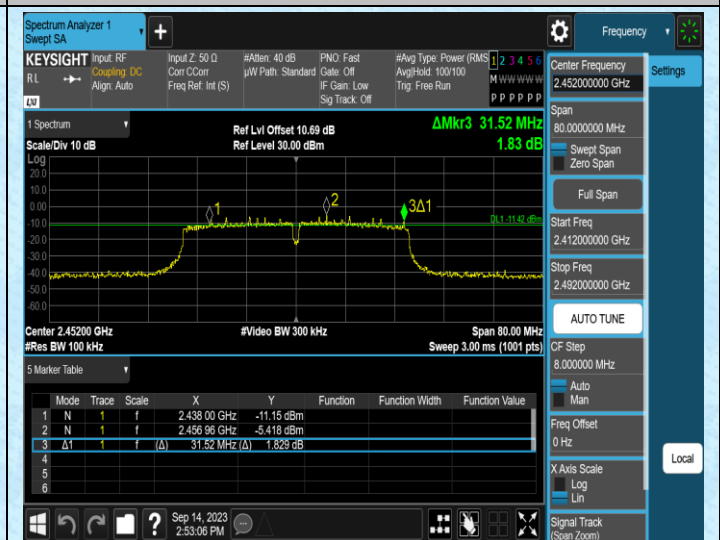 Spectrum Analyzer 1
Swept SA
+
Frequency
KEYSIGHT
RL
LXI
Input: RF
Coupling: DC
Align: Auto
Input Z: 50 Ω
Corr CCorr
Freq Ref: Int (S)
#Atten: 40 dB
µW Path: Standard
PNO: Fast
Gate: Off
IF Gain: Low
Sig Track: Off
#Avg Type: Power (RMS
Avg|Hold: 100/100
Trig: Free Run
1 2 3 4 5 6
M W W W W W
P P P P P P
Center Frequency
2.452000000 GHz
Settings
Span
80.0000000 MHz
Swept Span
Zero Span
Full Span
Start Freq
2.412000000 GHz
Stop Freq
2.492000000 GHz
AUTO TUNE
CF Step
8.000000 MHz
Auto
Man
Freq Offset
0 Hz
X Axis Scale
Log
Lin
Signal Track
(Span Zoom)
Local
1 Spectrum
Scale/Div 10 dB
Ref Lvl Offset 10.69 dB
Ref Level 30.00 dBm
ΔMkr3 31.52 MHz
1.83 dB
Log
20.0
10.0
0.00
-10.0
-20.0
-30.0
-40.0
-50.0
-60.0
1
2
3Δ1
DL1 -11.42 dBm
Center 2.45200 GHz
#Res BW 100 kHz
#Video BW 300 kHz
Span 80.00 MHz
Sweep 3.00 ms (1001 pts)
5 Marker Table
Mode Trace Scale X Y Function Function Width Function Value
1 N 1 f 2.438 00 GHz -11.15 dBm
2 N 1 f 2.456 96 GHz -5.418 dBm
3 Δ1 1 f (Δ) 31.52 MHz (Δ) 1.829 dB
4
5
6
?
Sep 14, 2023
2:53:06 PM